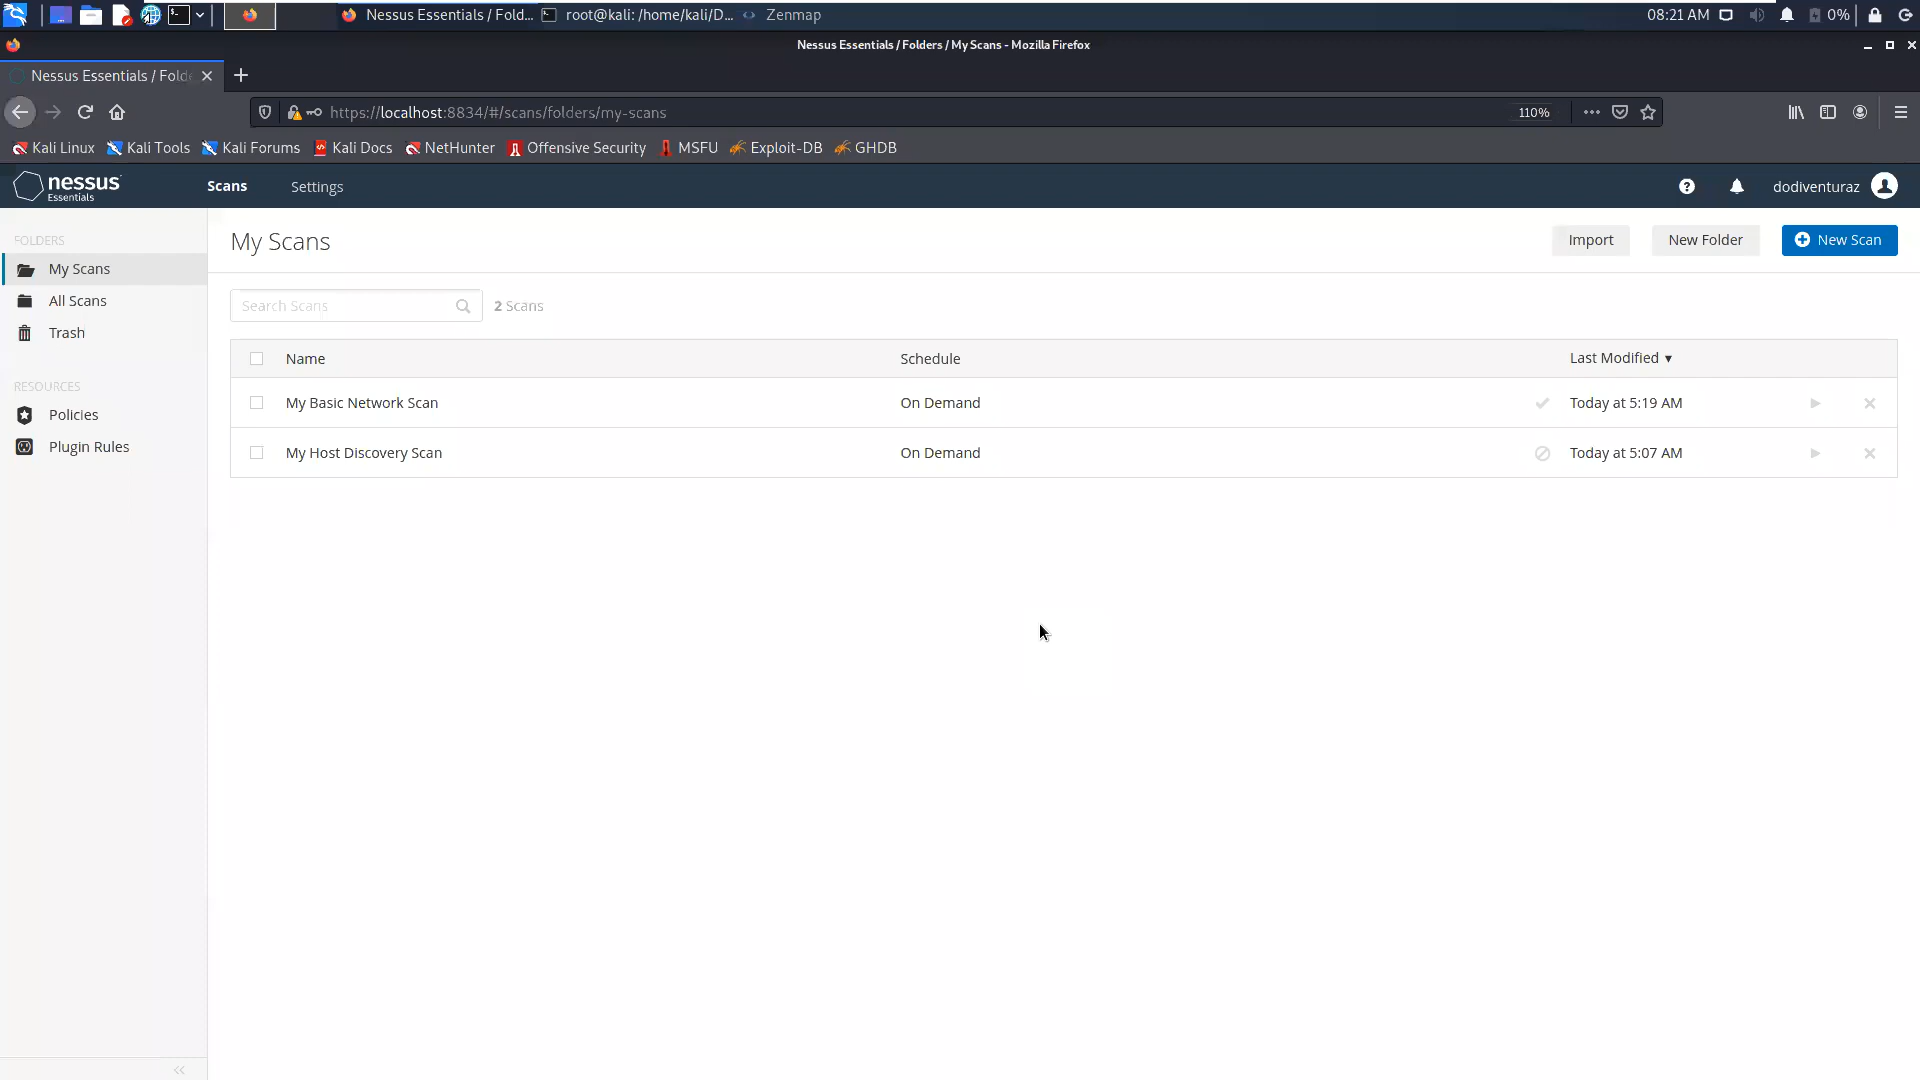 Nessus Essentials / Fold...
root@kali: /home/kali/D...
Zenmap
08:21 AM
0%
Nessus Essentials / Folders / My Scans - Mozilla Firefox
Nessus Essentials / Folde
https://localhost:8834/#/scans/folders/my-scans
110%
Kali Linux
Kali Tools
Kali Forums
Kali Docs
NetHunter
Offensive Security
MSFU
Exploit-DB
GHDB
nessus
Essentials
Scans
Settings
dodiventuraz
FOLDERS
My Scans
All Scans
Trash
RESOURCES
Policies
Plugin Rules
My Scans
Import
New Folder
New Scan
Search Scans
2 Scans
Name
Schedule
Last Modified ▼
My Basic Network Scan
On Demand
Today at 5:19 AM
My Host Discovery Scan
On Demand
Today at 5:07 AM